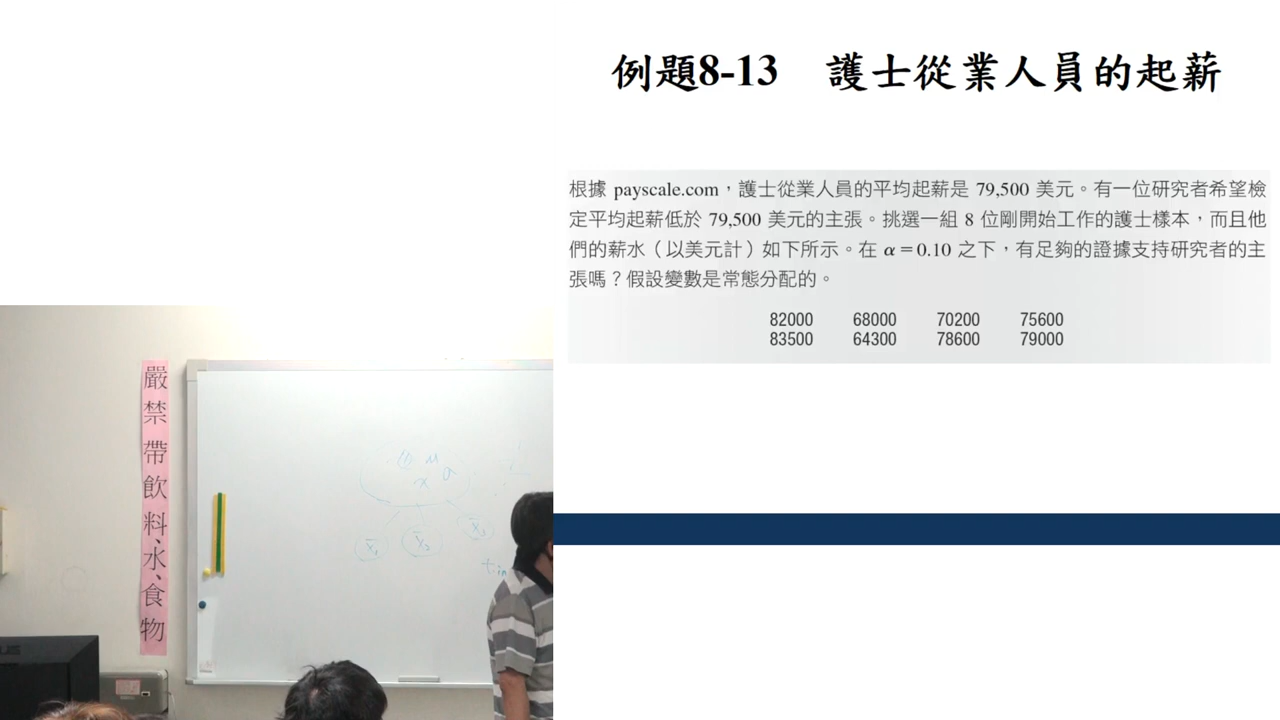 例題8-13 護士從業人員的起薪
根據 payscale.com，護士從業人員的平均起薪是 79,500 美元。有一位研究者希望檢
定平均起薪低於 79,500 美元的主張。挑選一組 8 位剛開始工作的護士樣本，而且他
們的薪水（以美元計）如下所示。在 α＝0.10 之下，有足夠的證據支持研究者的主
張嗎？假設變數是常態分配的。
82000 68000 70200 75600
83500 64300 78600 79000
嚴禁帶飲料、水、食物